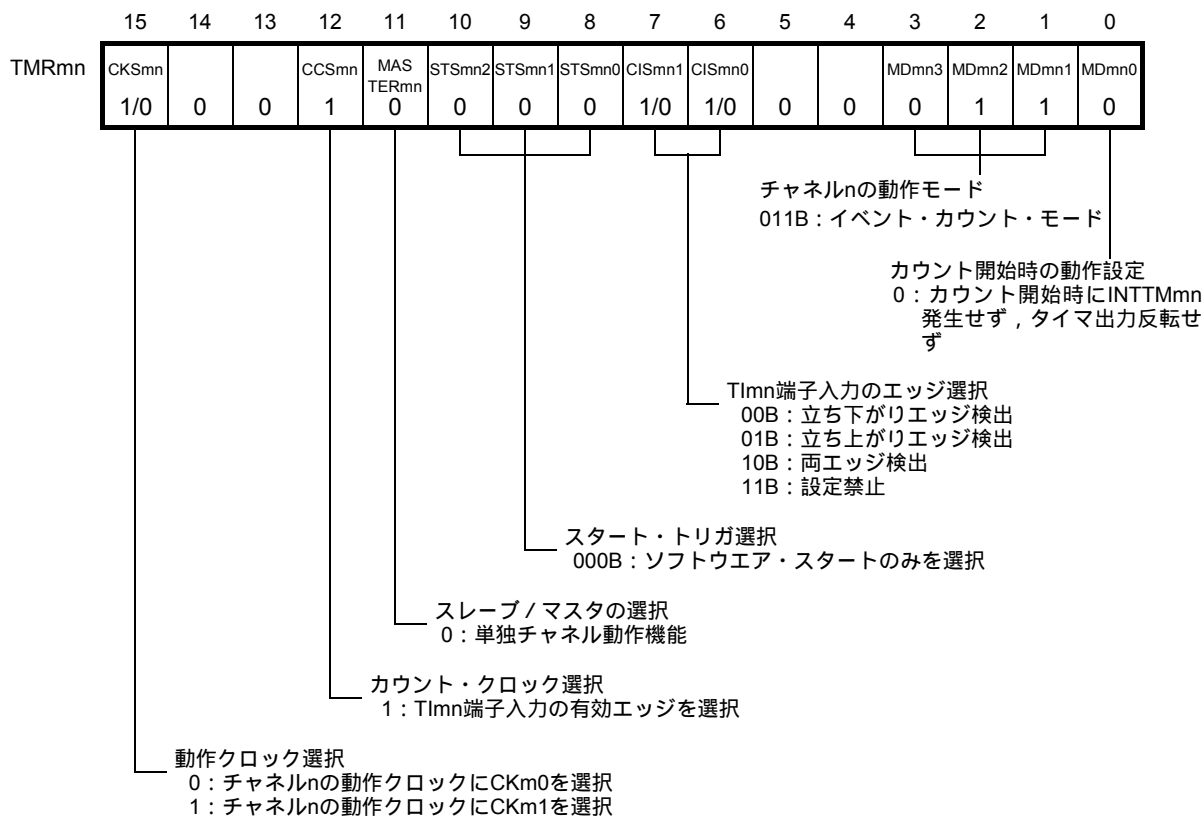 15 14 13 12 11 10 9 8 7 6 5 4 3 2 1 0
TMRmn CKSmn CCSmn MAS TERmn STSmn2 STSmn1 STSmn0 CISmn1 CISmn0 MDmn3 MDmn2 MDmn1 MDmn0
1/0 0 0 1 0 0 0 0 1/0 1/0 0 0 0 1 1 0
チャネルnの動作モード
011B：イベント・カウント・モード
カウント開始時の動作設定
0：カウント開始時にINTTMmn
発生せず，タイマ出力反転せ
ず
TImn端子入力のエッジ選択
00B：立ち下がりエッジ検出
01B：立ち上がりエッジ検出
10B：両エッジ検出
11B：設定禁止
スタート・トリガ選択
000B：ソフトウエア・スタートのみを選択
スレーブ／マスタの選択
0：単独チャネル動作機能
カウント・クロック選択
1：TImn端子入力の有効エッジを選択
動作クロック選択
0：チャネルnの動作クロックにCKm0を選択
1：チャネルnの動作クロックにCKm1を選択